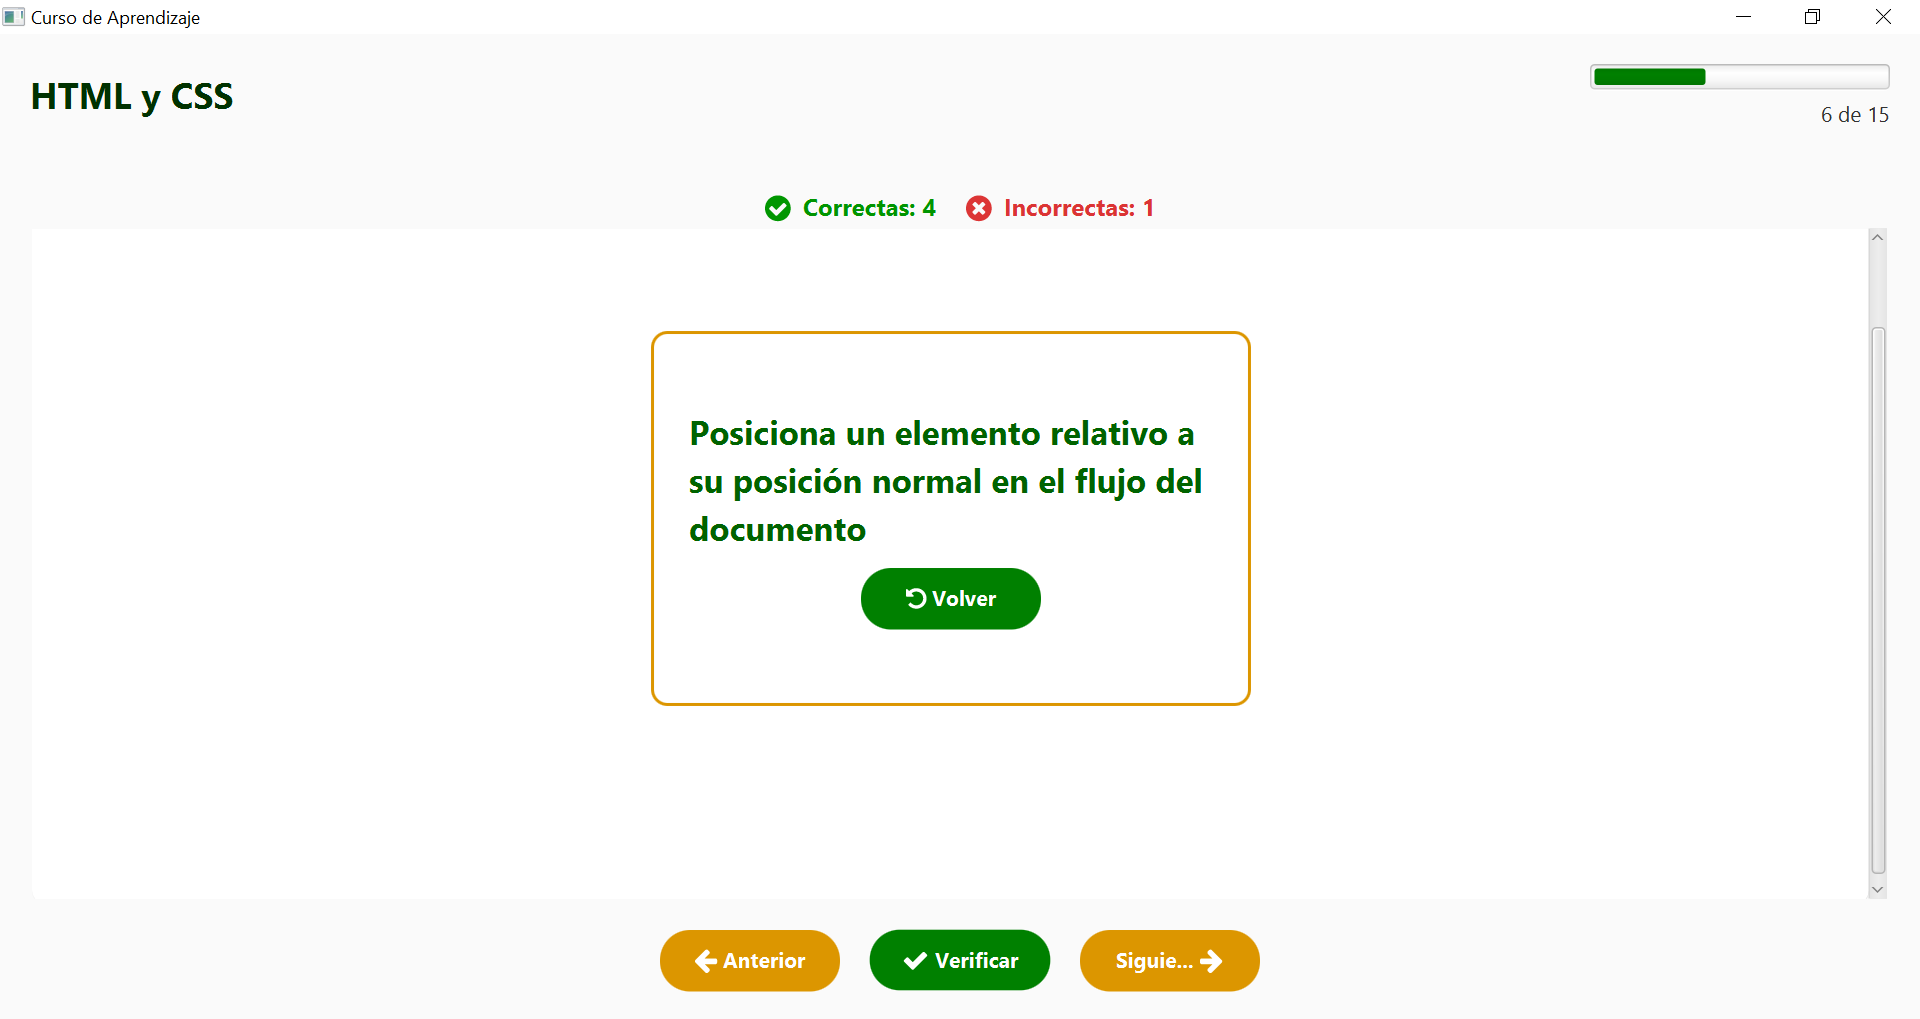 Curso de Aprendizaje
HTML y CSS
6 de 15
Correctas: 4 Incorrectas: 1
Posiciona un elemento relativo a
su posición normal en el flujo del
documento
Volver
Anterior Verificar Siguie...